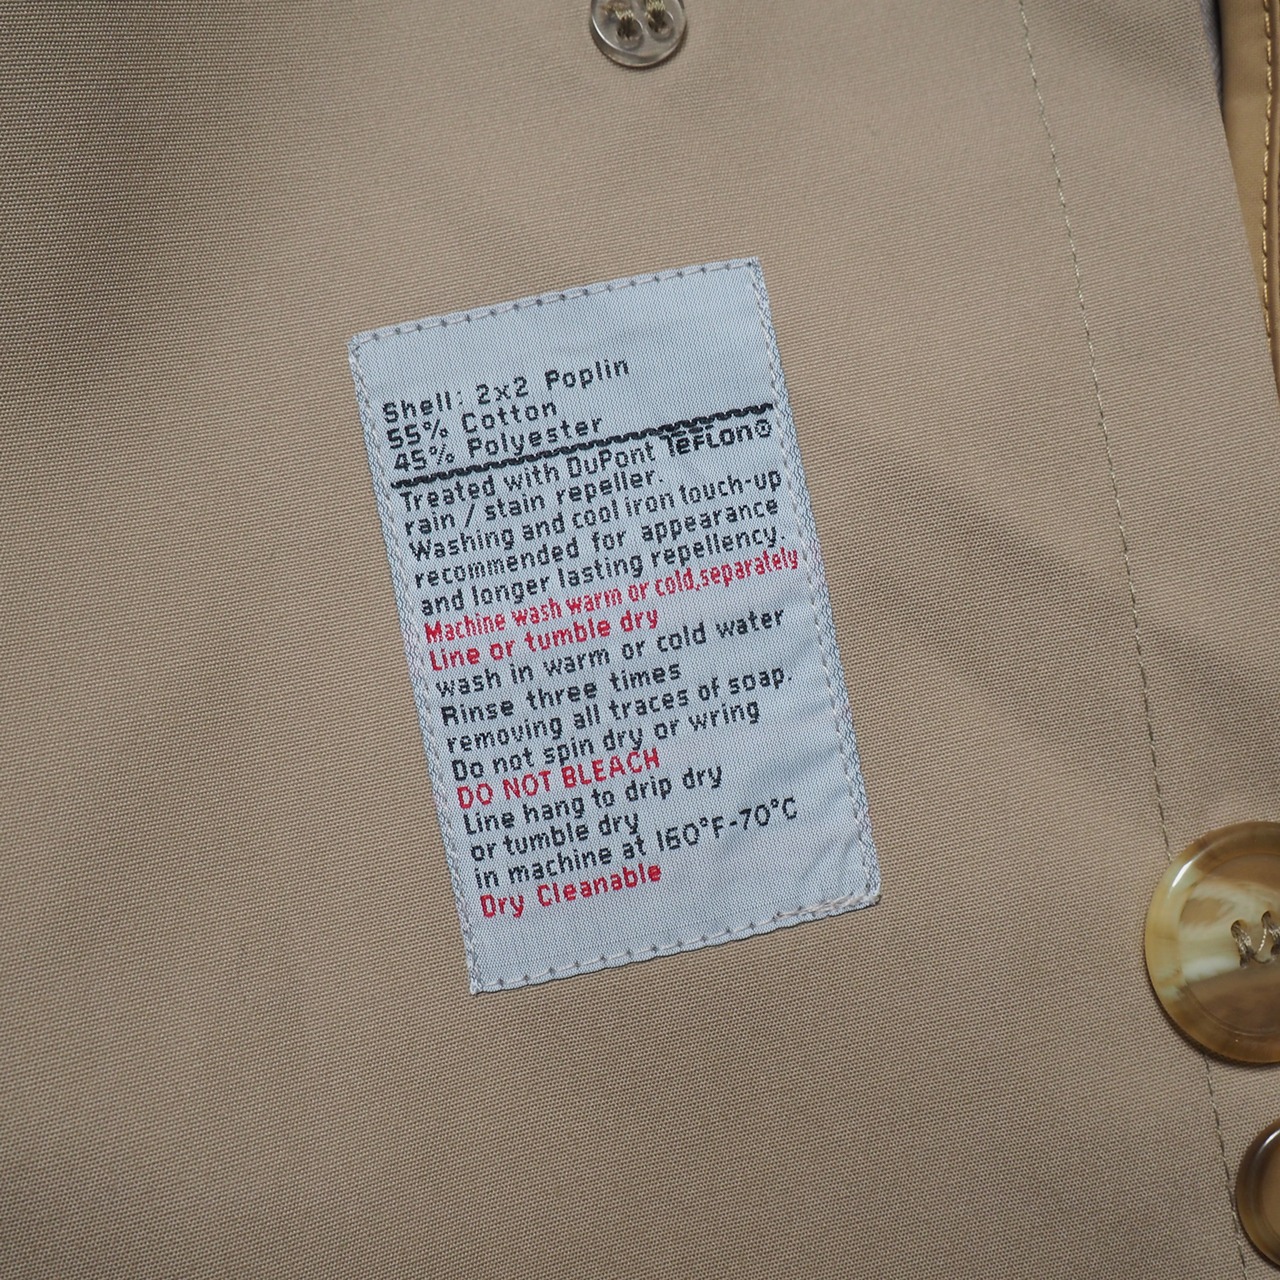 Shell: 2x2 Poplin
55% Cotton
45% Polyester
Treated with DuPont TEFLON®
rain / stain repeller.
Washing and cool iron touch-up
recommended for appearance
and longer lasting repellency.
Machine wash warm or cold,separately
Line or tumble dry
wash in warm or cold water
Rinse three times
removing all traces of soap.
Do not spin dry or wring
DO NOT BLEACH
Line hang to drip dry
or tumble dry
in machine at 160°F-70°C
Dry Cleanable